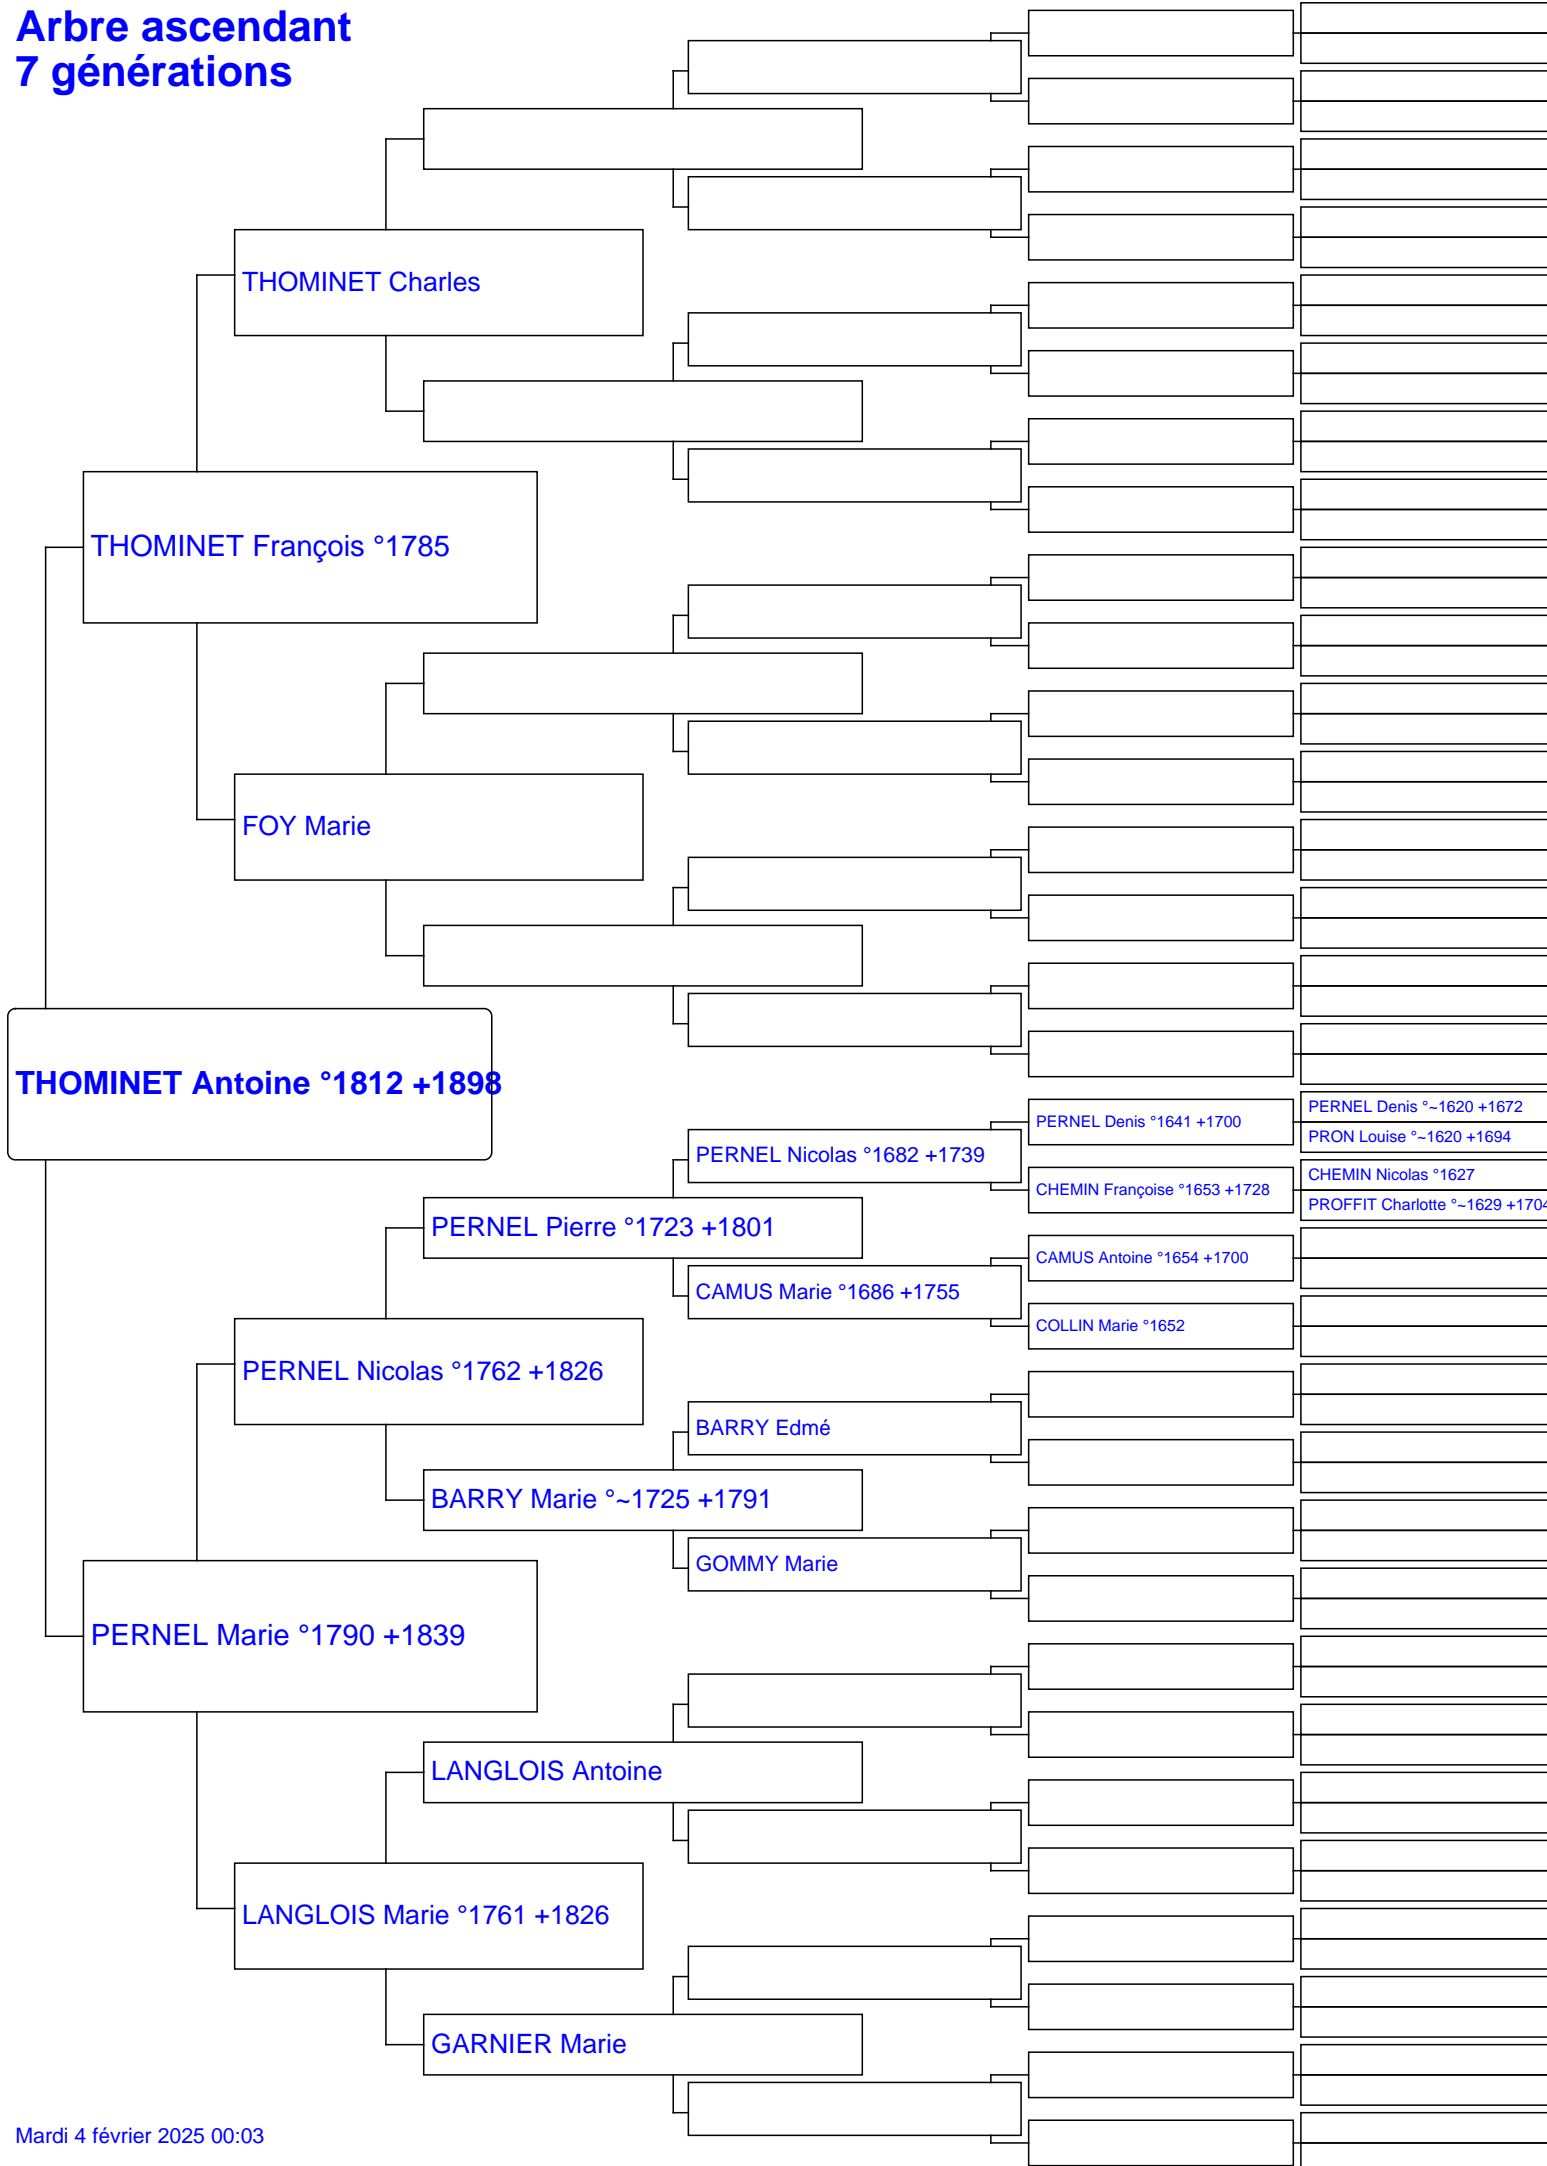 Arbre ascendant
7 générations
THOMINET Charles
THOMINET François °1785
FOY Marie
THOMINET Antoine °1812 +1898
PERNEL Denis °~1620 +1672
PERNEL Denis °1641 +1700
PRON Louise °~1620 +1694
PERNEL Nicolas °1682 +1739
CHEMIN Nicolas °1627
CHEMIN Françoise °1653 +1728
PROFFIT Charlotte °~1629 +1704
PERNEL Pierre °1723 +1801
CAMUS Antoine °1654 +1700
CAMUS Marie °1686 +1755
COLLIN Marie °1652
PERNEL Nicolas °1762 +1826
BARRY Edmé
BARRY Marie °~1725 +1791
GOMMY Marie
PERNEL Marie °1790 +1839
LANGLOIS Antoine
LANGLOIS Marie °1761 +1826
GARNIER Marie
Mardi 4 février 2025 00:03